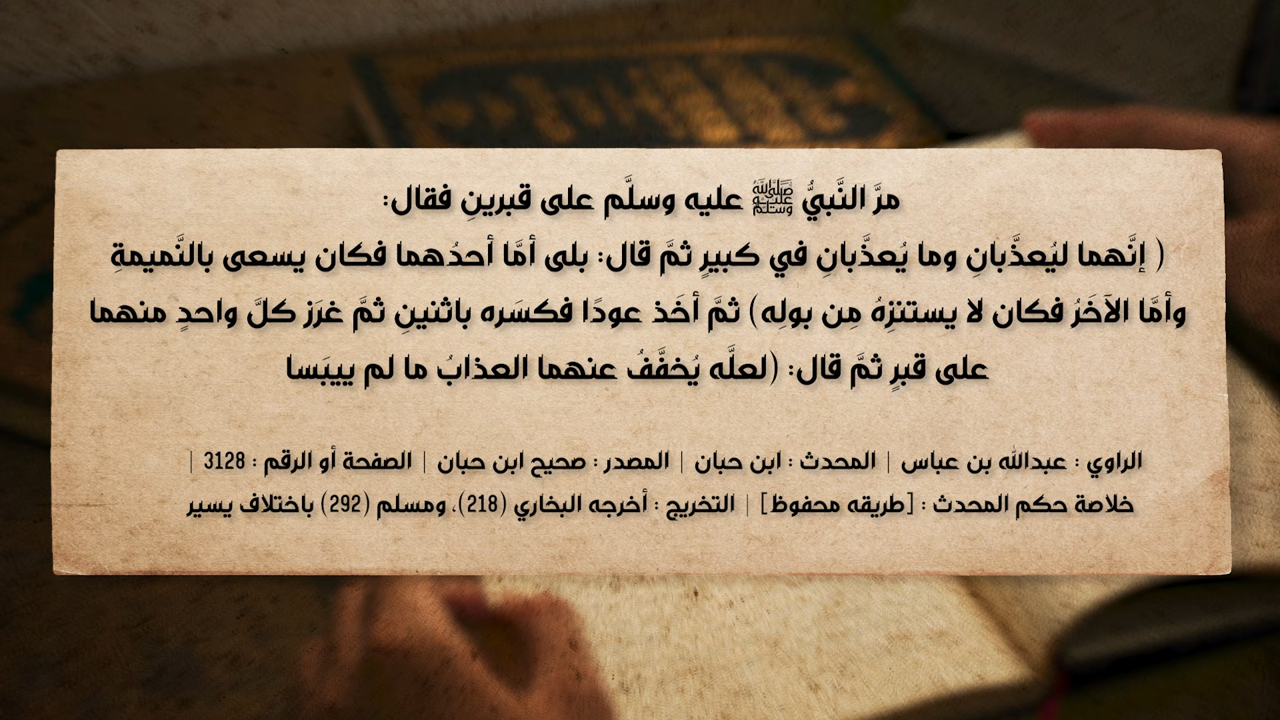 مرَّ النَّبيُّ ﷺ عليه وسلَّم على قبرينِ فقال:
( إنَّهما ليُعذَّبانِ وما يُعذَّبانِ في كبيرٍ ثمَّ قال: بلى أمَّا أحدُهما فكان يسعى بالنَّميمةِ
وأمَّا الآخَرُ فكان لا يستنزِهُ مِن بولِه) ثمَّ أخَذ عودًا فكسَره باثنينِ ثمَّ غرَز كلَّ واحدٍ منهما
على قبرٍ ثمَّ قال: (لعلَّه يُخفَّفُ عنهما العذابُ ما لم ييبَسا
الراوي : عبدالله بن عباس | المحدث : ابن حبان | المصدر : صحيح ابن حبان | الصفحة أو الرقم : 3128 |
خلاصة حكم المحدث : [طريقه محفوظ] | التخريج : أخرجه البخاري (218)، ومسلم (292) باختلاف يسير